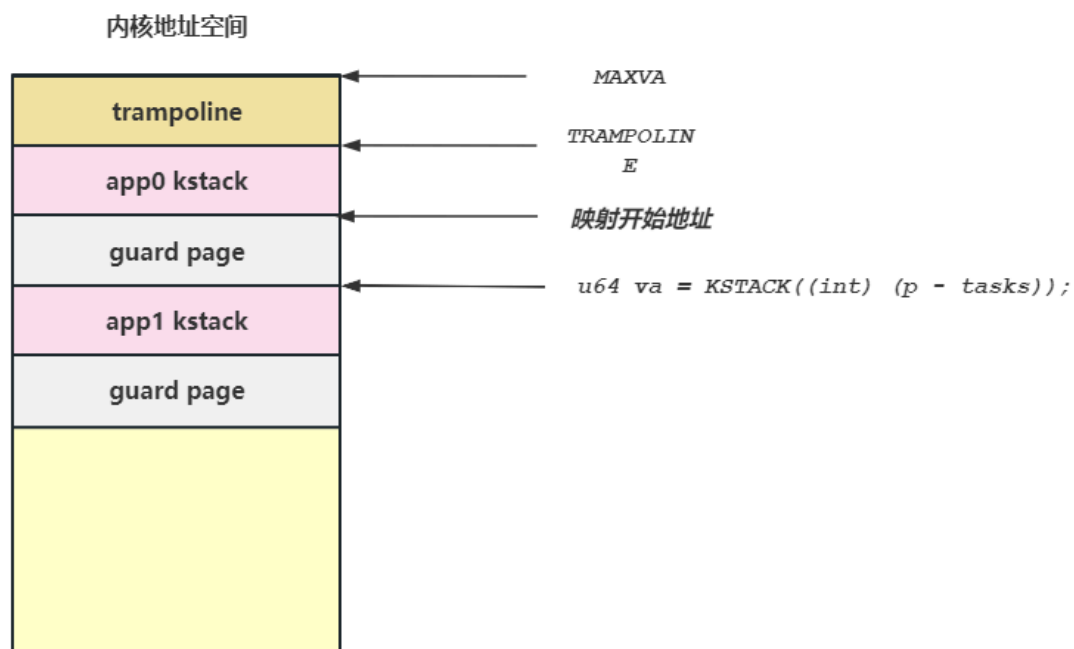 内核地址空间
MAXVA
trampoline
TRAMPOLIN
E
app0 kstack
映射开始地址
guard page
u64 va = KSTACK((int) (p - tasks));
app1 kstack
guard page